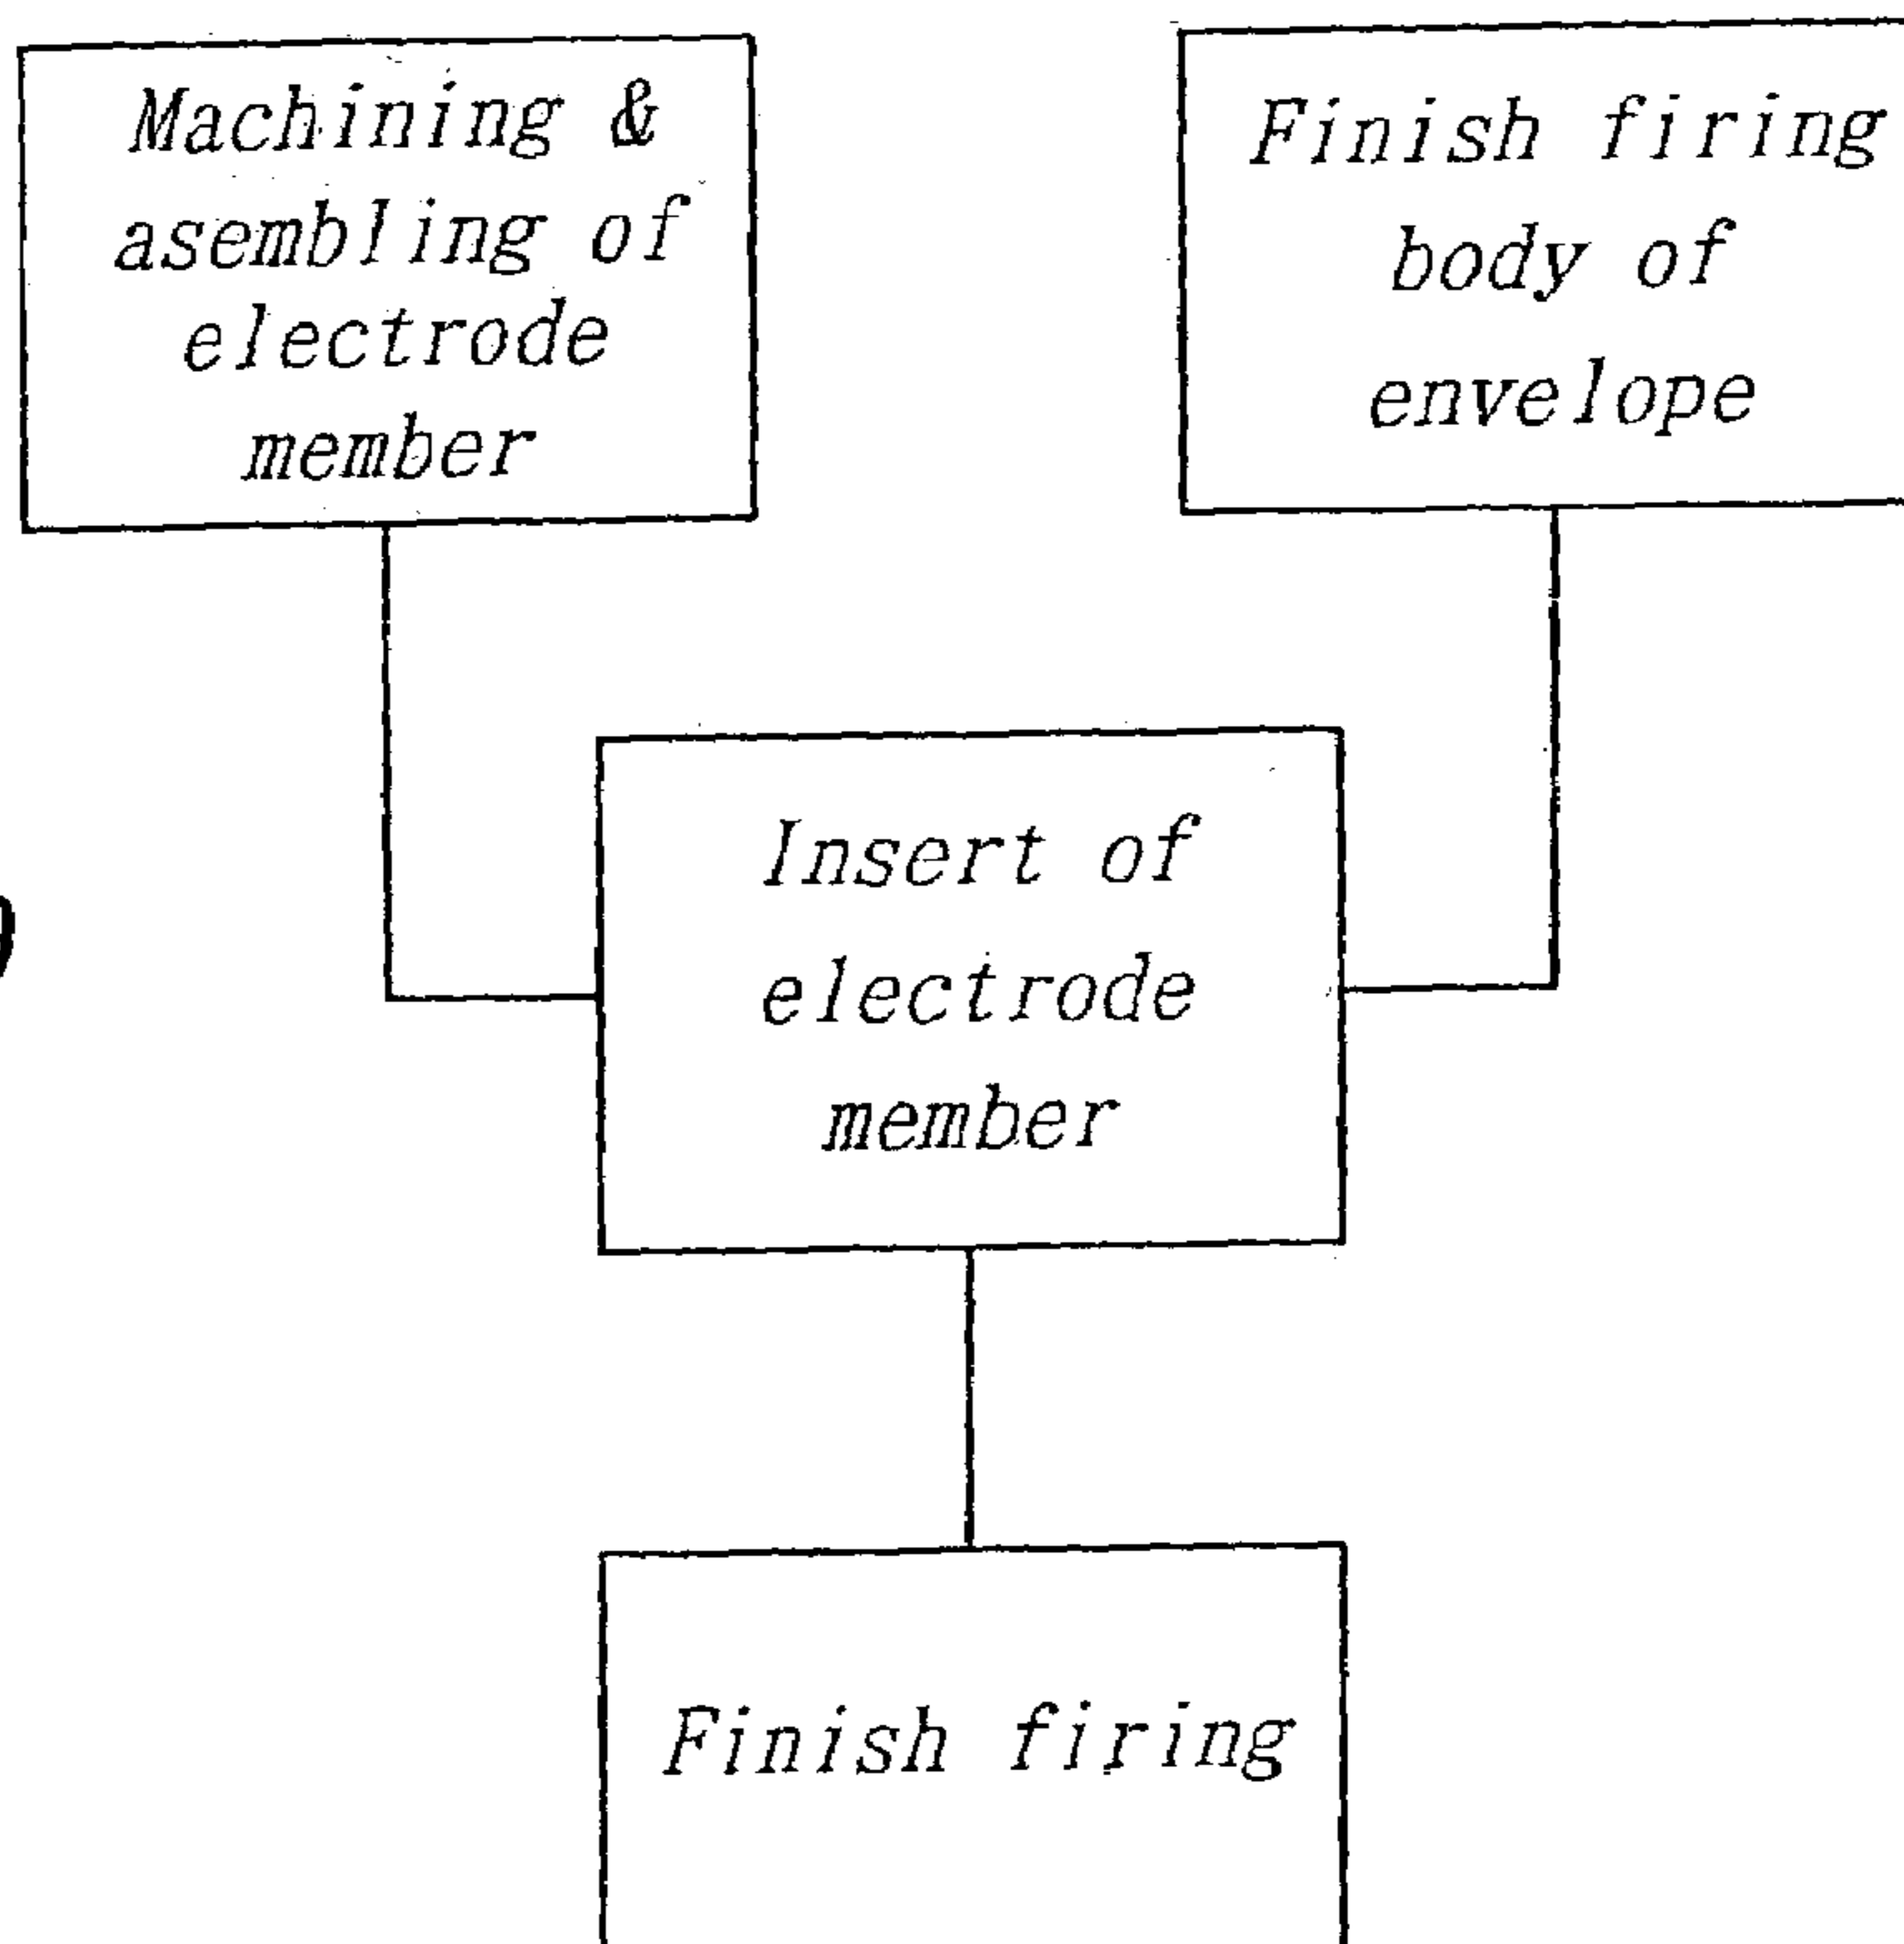 Machining &
asembling of
electrode
member
Finish firing
body of
envelope
Insert of
electrode
member
Finish firing